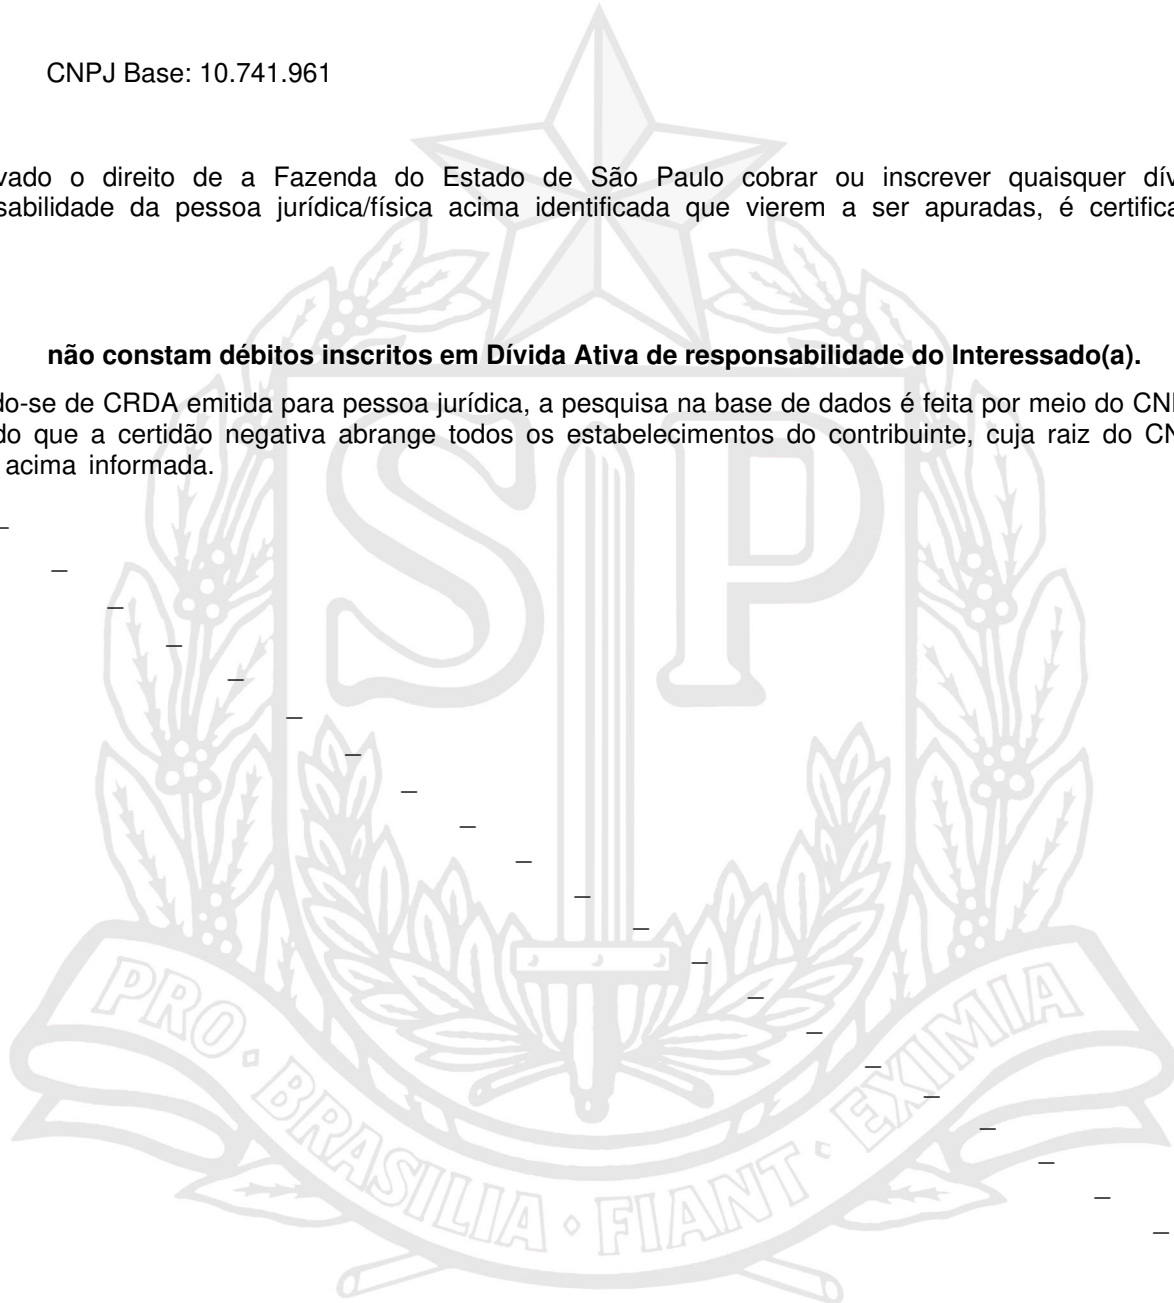 CNPJ Base: 10.741.961
vado o direito de a Fazenda do Estado de São Paulo cobrar ou inscrever quaisquer dív
sabilidade da pessoa jurídica/física acima identificada que vierem a ser apuradas, é certifica
não constam débitos inscritos em Dívida Ativa de responsabilidade do Interessado(a).
do-se de CRDA emitida para pessoa jurídica, a pesquisa na base de dados é feita por meio do CN
do que a certidão negativa abrange todos os estabelecimentos do contribuinte, cuja raiz do CN
acima informada.
SP
PRO · BRASILIA · FIANT · EXIMIA